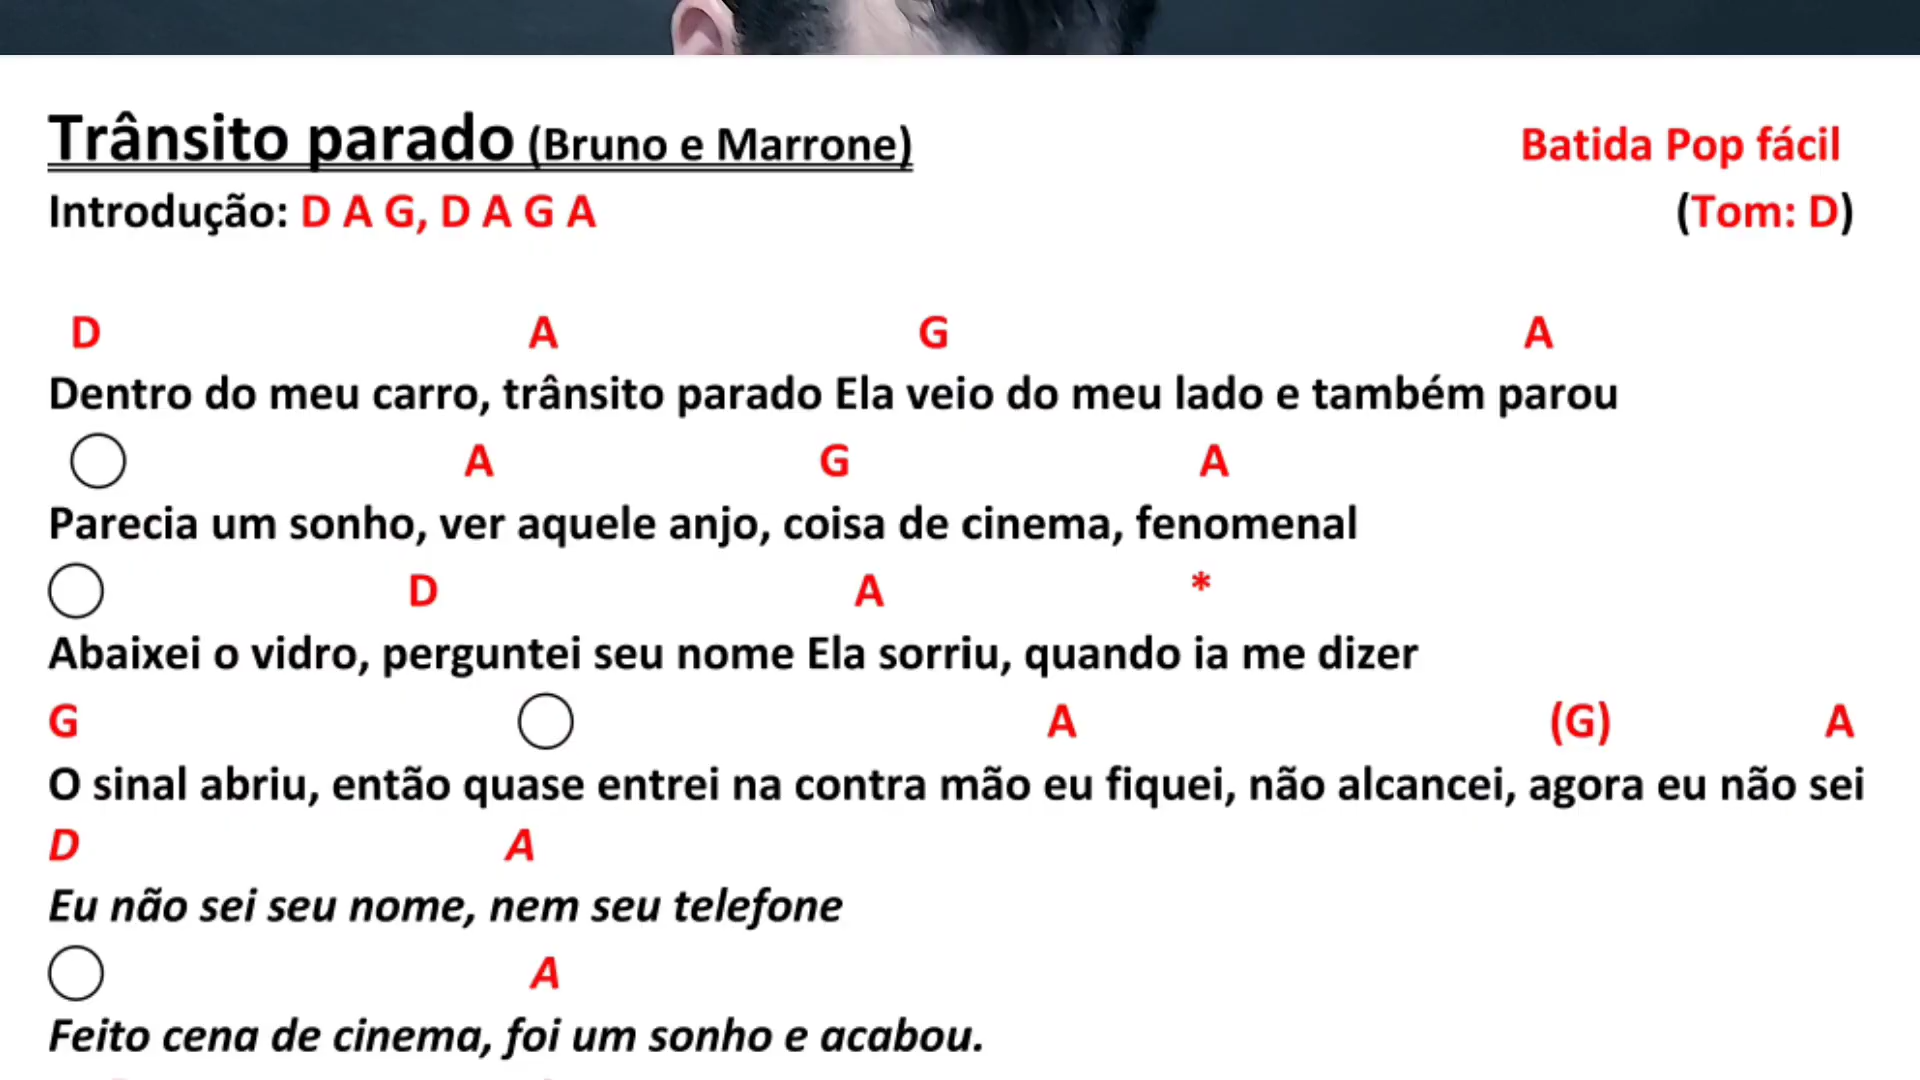 Trânsito parado (Bruno e Marrone) Batida Pop fácil
Introdução: D A G, D A G A (Tom: D)
D A G A
Dentro do meu carro, trânsito parado Ela veio do meu lado e também parou
A G A
Parecia um sonho, ver aquele anjo, coisa de cinema, fenomenal
D A *
Abaixei o vidro, perguntei seu nome Ela sorriu, quando ia me dizer
G A (G) A
O sinal abriu, então quase entrei na contra mão eu fiquei, não alcancei, agora eu não sei
D A
Eu não sei seu nome, nem seu telefone
A
Feito cena de cinema, foi um sonho e acabou.